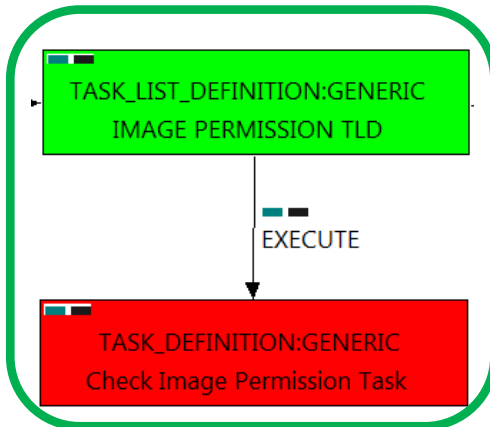 TASK_LIST_DEFINITION:GENERIC
IMAGE PERMISSION TLD
EXECUTE
TASK_DEFINITION:GENERIC
Check Image Permission Task